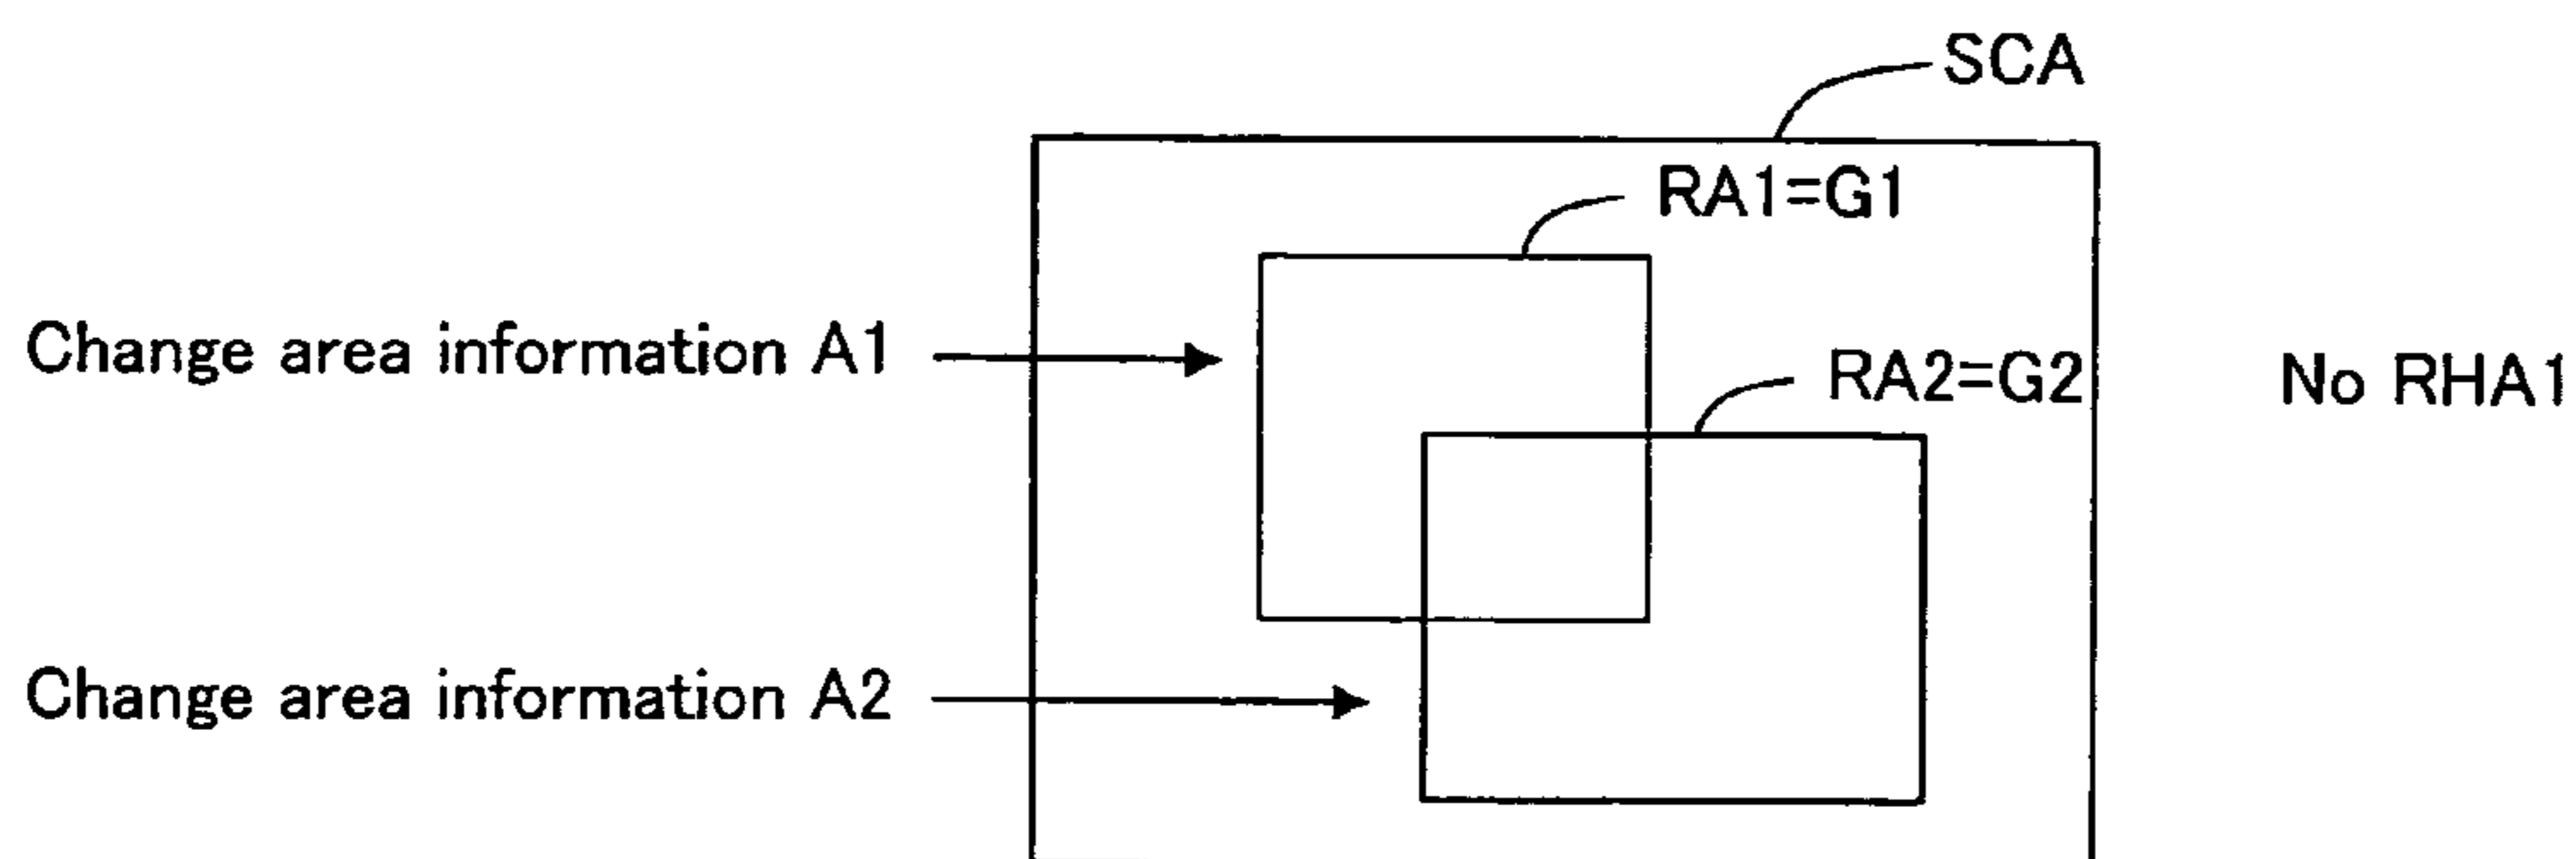 SCA
RA1=G1
Change area information A1
RA2=G2
No RHA1
Change area information A2